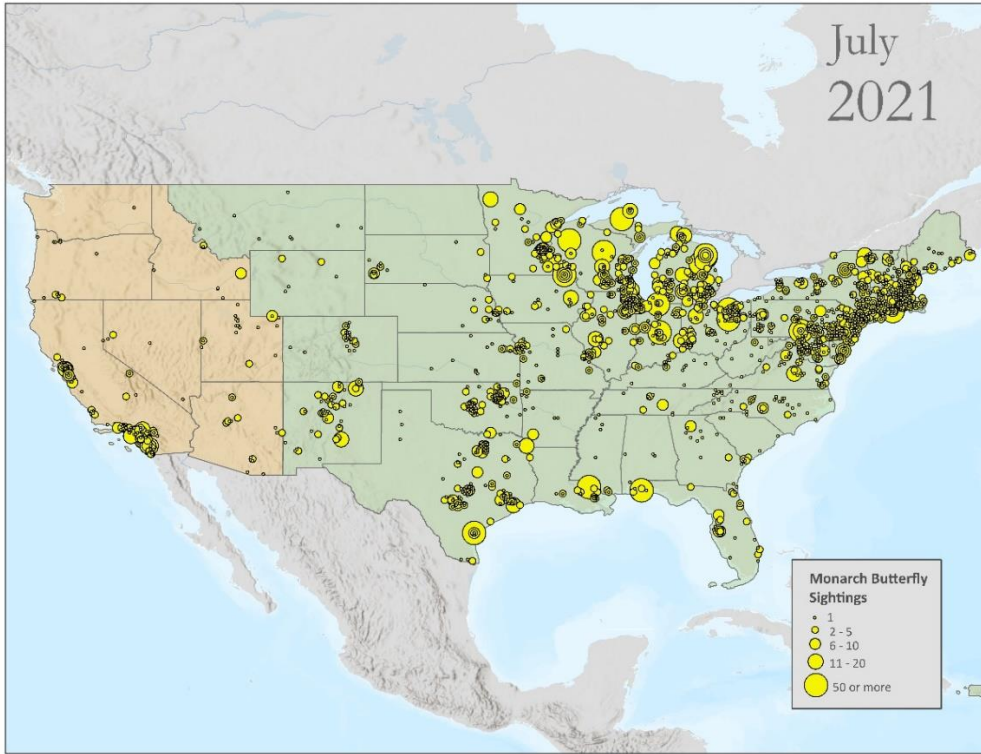 July
2021
Monarch Butterfly
Sightings
1
2 - 5
6 - 10
11 - 20
50 or more